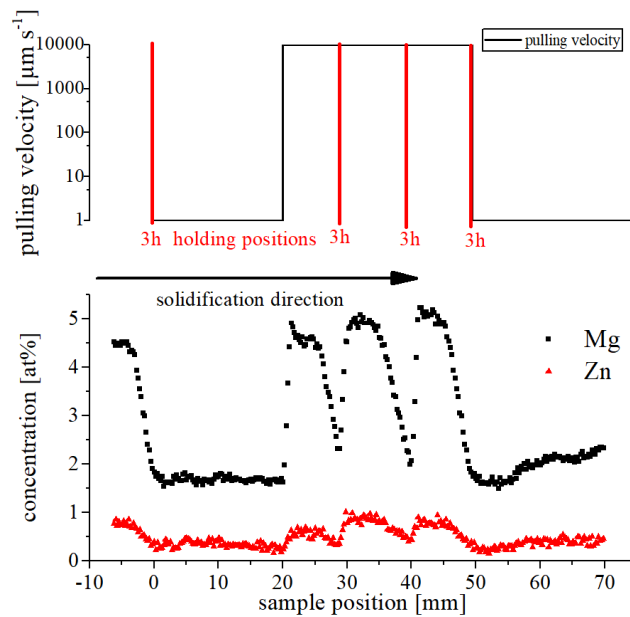 pulling velocity [µm s⁻¹]
10000
1000
100
10
1
pulling velocity
3h holding positions
3h
3h
3h
solidification direction
concentration [at%]
5
4
3
2
1
0
Mg
Zn
-10 0 10 20 30 40 50 60 70
sample position [mm]